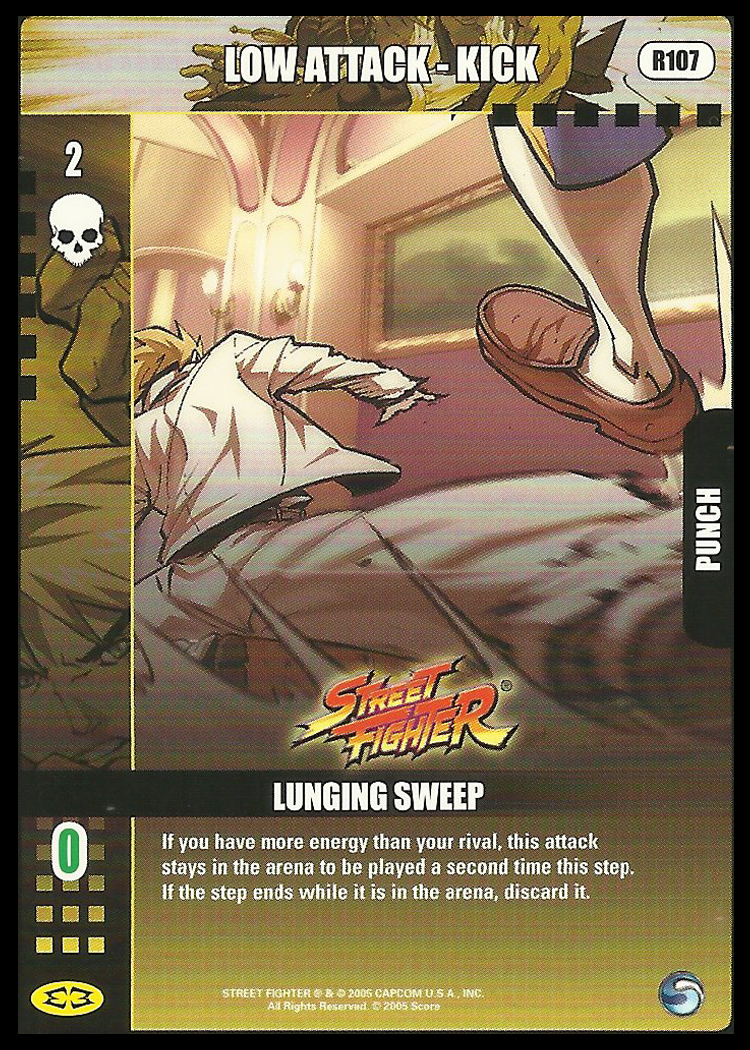 LOW ATTACK - KICK
R107
2
PUNCH
STREET
FIGHTER®
LUNGING SWEEP
0
If you have more energy than your rival, this attack
stays in the arena to be played a second time this step.
If the step ends while it is in the arena, discard it.
STREET FIGHTER ® & © 2005 CAPCOM U.S.A., INC.
All Rights Reserved. © 2005 Score